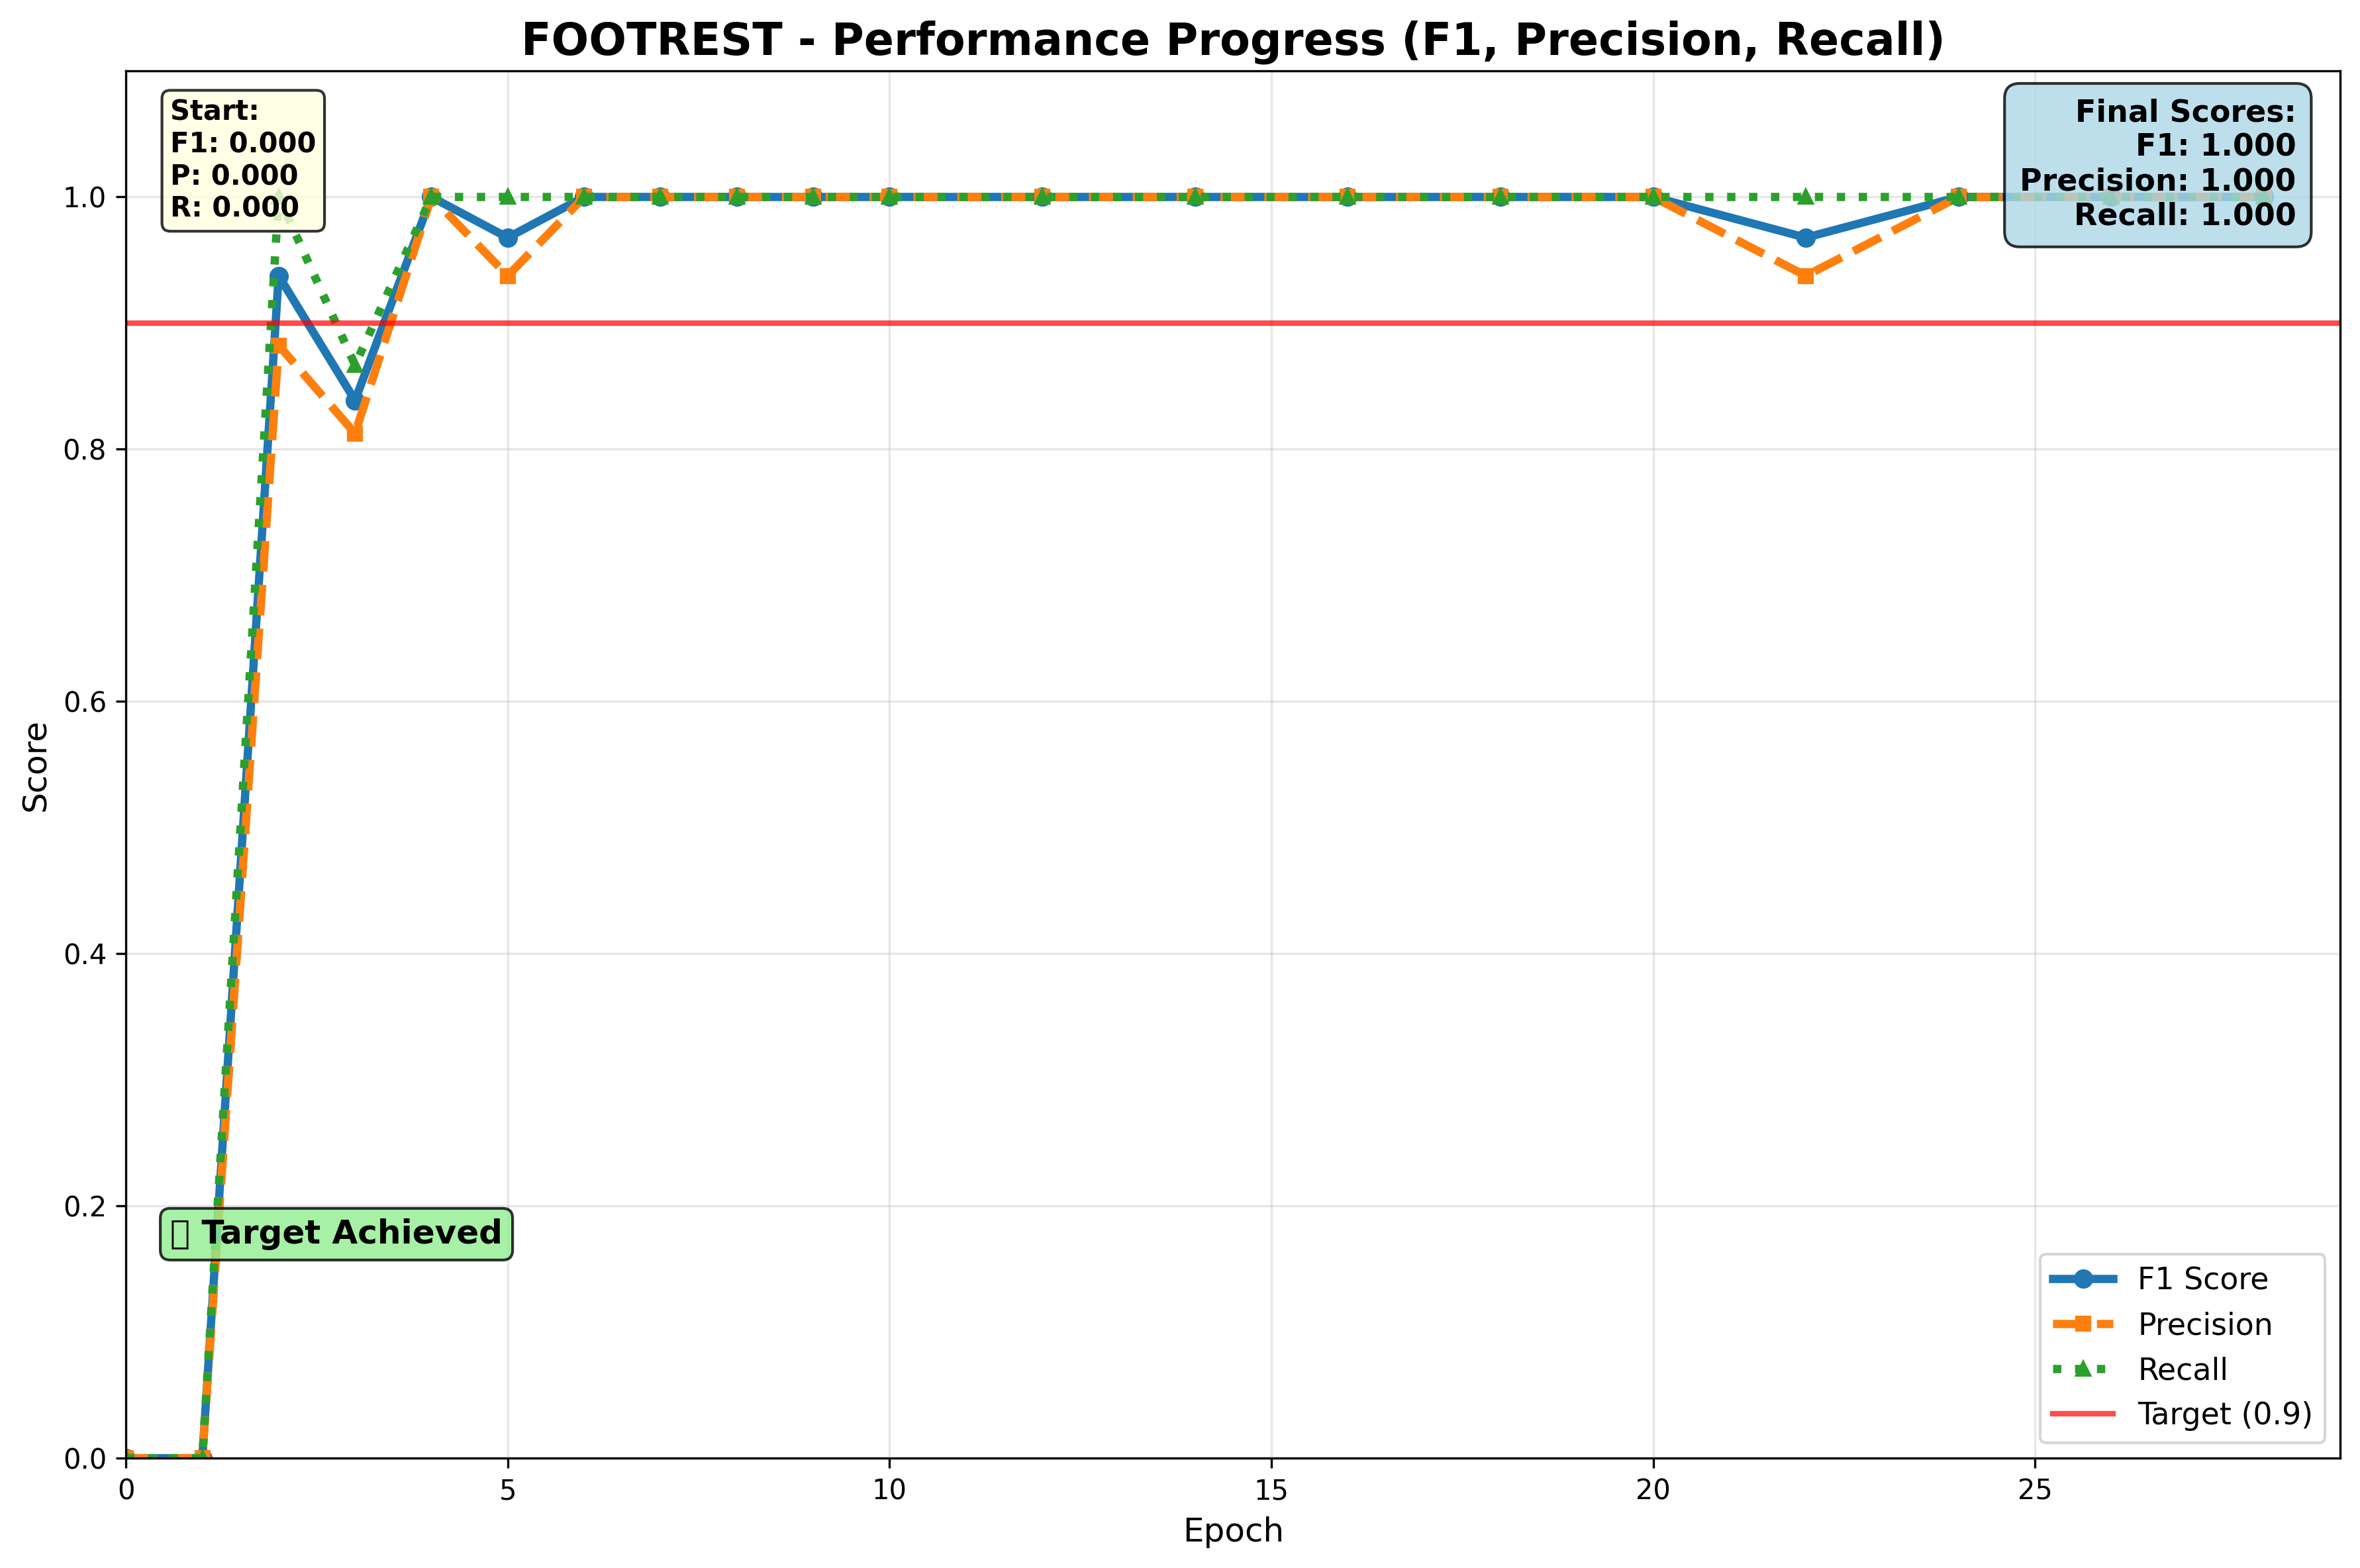 FOOTREST - Performance Progress (F1, Precision, Recall)
Start:
F1: 0.000
P: 0.000
R: 0.000
Final Scores:
F1: 1.000
Precision: 1.000
Recall: 1.000
1.0
0.8
0.6
0.4
0.2
0.0
Score
Target Achieved
F1 Score
Precision
Recall
Target (0.9)
0 5 10 15 20 25
Epoch